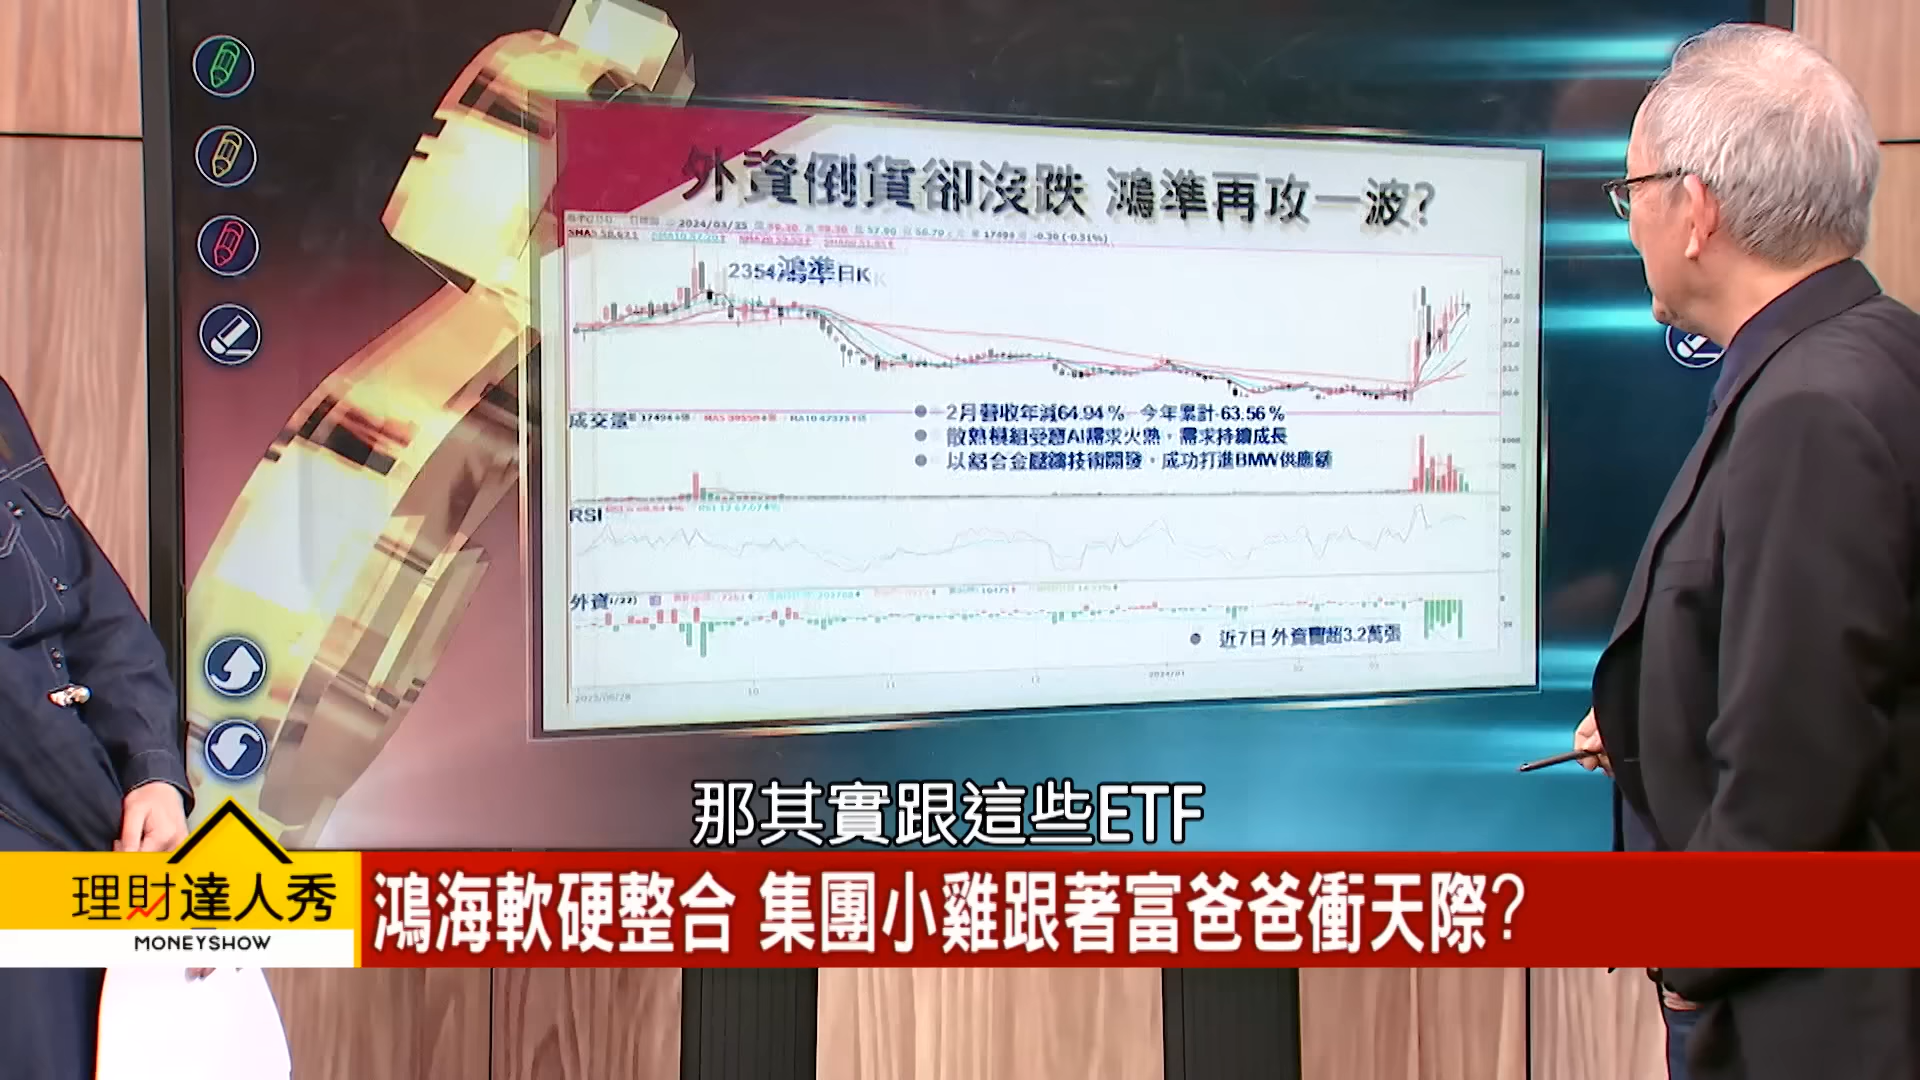 外資倒貨卻沒跌 鴻準再攻一波?
2024/03/25
2354鴻準日K
成交量
● 2月營收年減64.94% 今年累計-63.56%
● 散熱模組受惠AI需求火熱，需求持續成長
● 以鋁合金壓鑄技術開發，成功打進BMW供應鏈
RSI
外資
● 近7日 外資賣超3.2萬張
那其實跟這些ETF
理財達人秀
MONEYSHOW
鴻海軟硬整合 集團小雞跟著富爸爸衝天際?